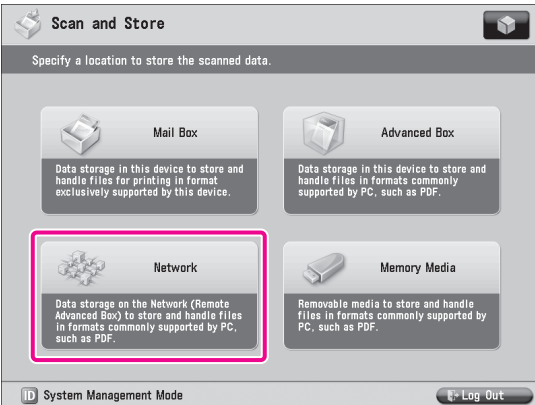 Scan and Store
Specify a location to store the scanned data.
Mail Box
Data storage in this device to store and
handle files for printing in format
exclusively supported by this device.
Advanced Box
Data storage in this device to store and
handle files in formats commonly
supported by PC, such as PDF.
Network
Data storage on the Network (Remote
Advanced Box) to store and handle files
in formats commonly supported by PC,
such as PDF.
Memory Media
Removable media to store and handle
files in formats commonly supported by
PC, such as PDF.
ID System Management Mode
Log Out